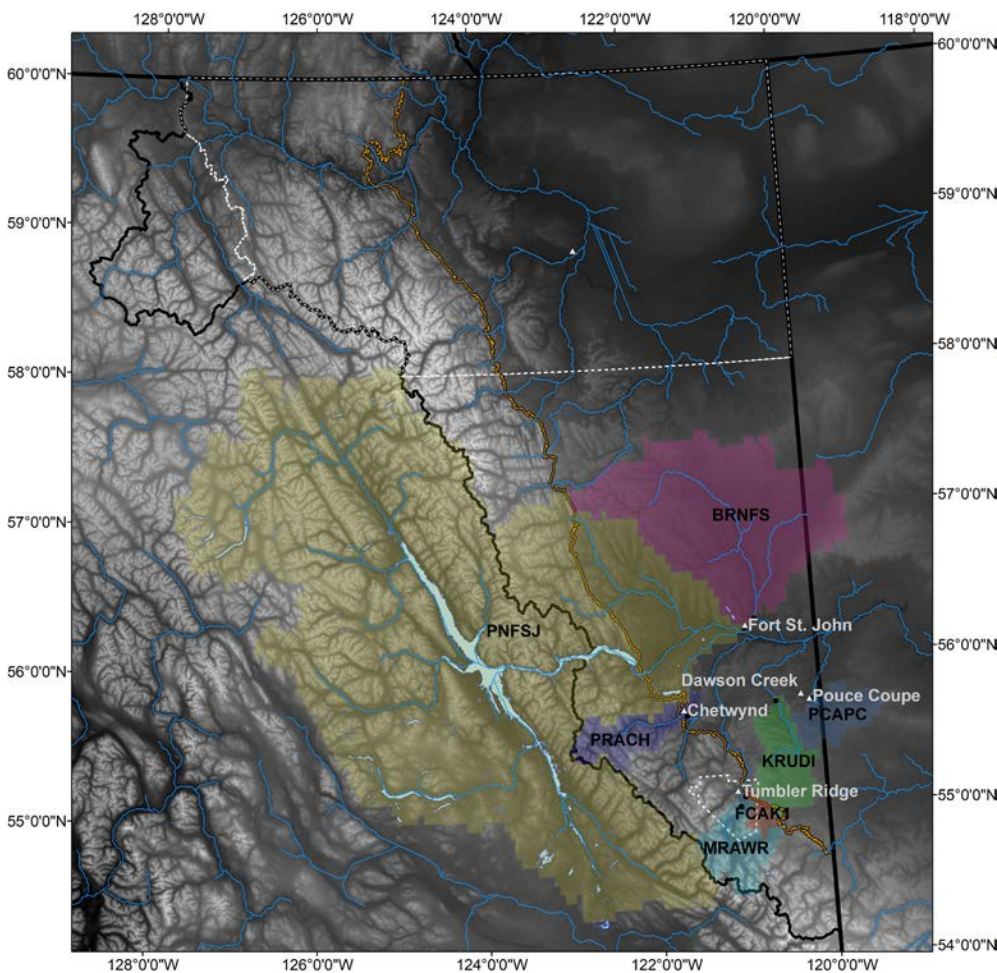 128°0'0"W 126°0'0"W 124°0'0"W 122°0'0"W 120°0'0"W 118°0'0"W
60°0'0"N 60°0'0"N
59°0'0"N 59°0'0"N
58°0'0"N 58°0'0"N
57°0'0"N 57°0'0"N
BRNFS
Fort St. John
PNFSJ
56°0'0"N 56°0'0"N
Dawson Creek
Pouce Coupe
Chetwynd PCAPC
PRACH
KRUDI
Tumbler Ridge
55°0'0"N 55°0'0"N
FCAK1
MRAWR
54°0'0"N
128°0'0"W 126°0'0"W 124°0'0"W 122°0'0"W 120°0'0"W